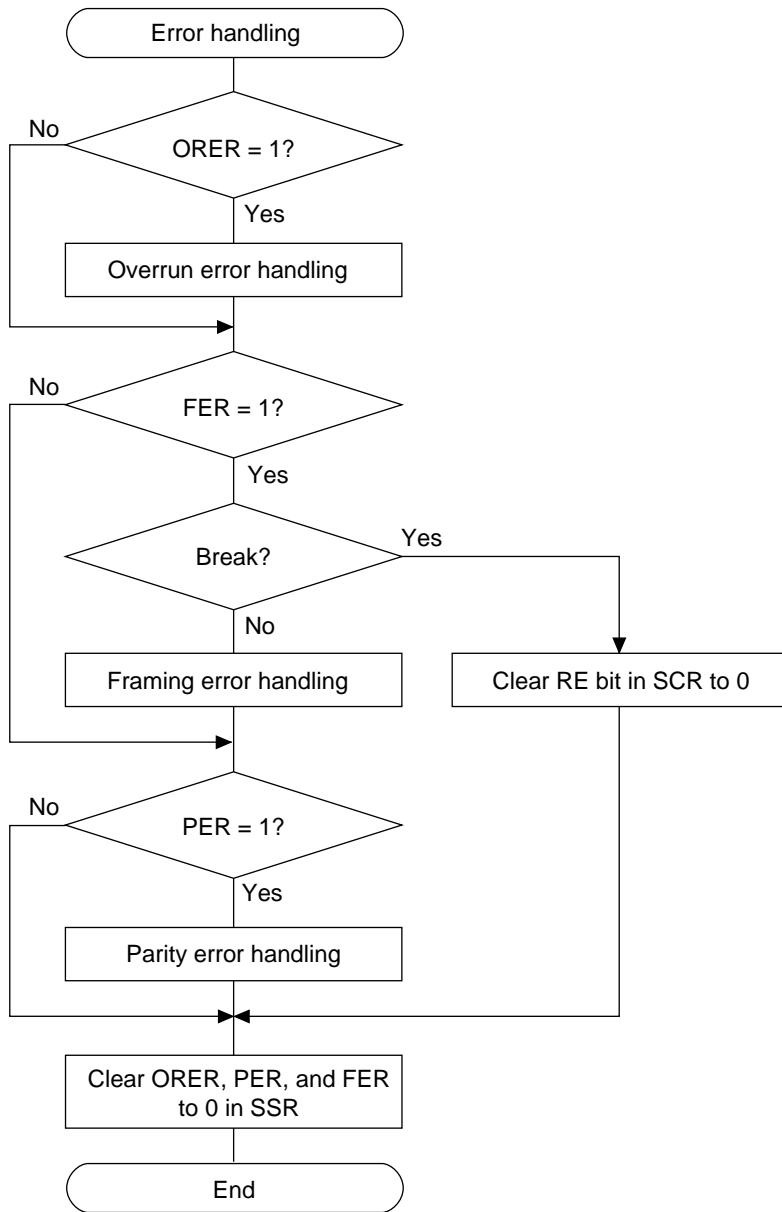 Error handling
No
ORER = 1?
Yes
Overrun error handling
No
FER = 1?
Yes
Break?
Yes
No
Framing error handling
Clear RE bit in SCR to 0
No
PER = 1?
Yes
Parity error handling
Clear ORER, PER, and FER
to 0 in SSR
End